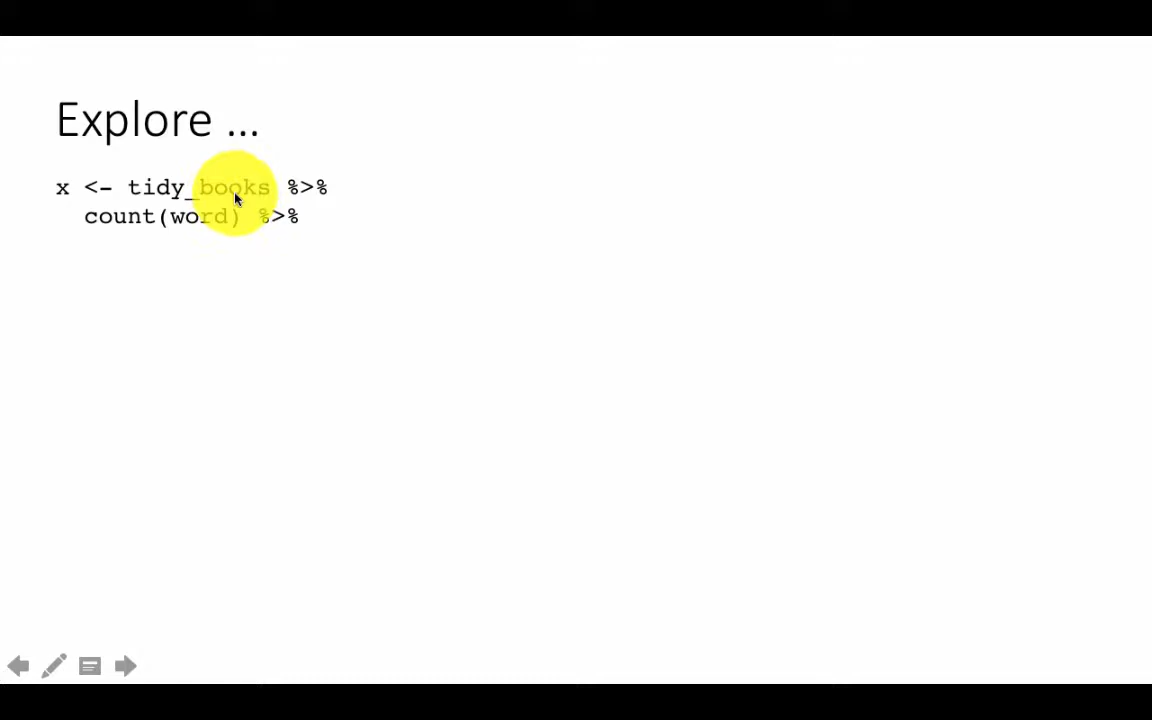 Explore ...
x <- tidy_books %>%
count(word) %>%